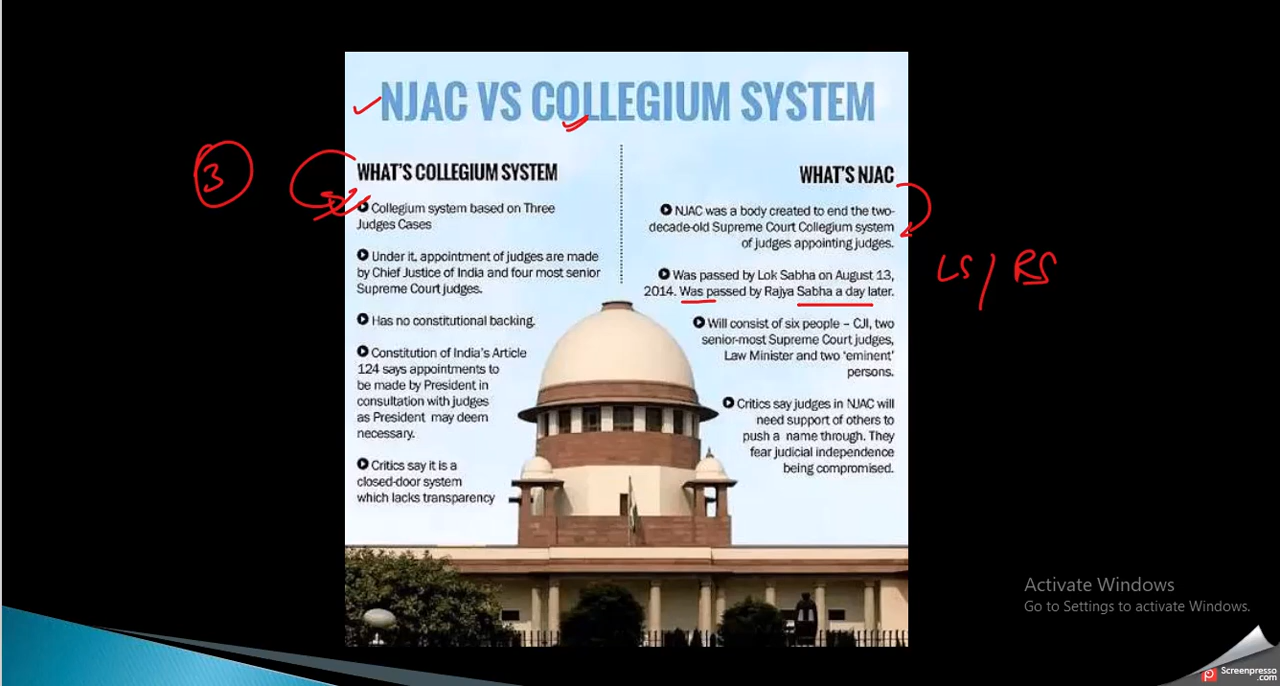 NJAC VS COLLEGIUM SYSTEM
3
WHAT'S COLLEGIUM SYSTEM
Collegium system based on Three
Judges Cases
Under it, appointment of judges are made
by Chief Justice of India and four most senior
Supreme Court judges.
Has no constitutional backing.
Constitution of India's Article
124 says appointments to
be made by President in
consultation with judges
as President may deem
necessary.
Critics say it is a
closed-door system
which lacks transparency
WHAT'S NJAC
NJAC was a body created to end the two-
decade-old Supreme Court Collegium system
of judges appointing judges.
Was passed by Lok Sabha on August 13,
2014. Was passed by Rajya Sabha a day later.
LS / RS
Will consist of six people – CJI, two
senior-most Supreme Court judges,
Law Minister and two 'eminent'
persons.
Critics say judges in NJAC will
need support of others to
push a name through. They
fear judicial independence
being compromised.
Activate Windows
Go to Settings to activate Windows.
Screenpresso
.com